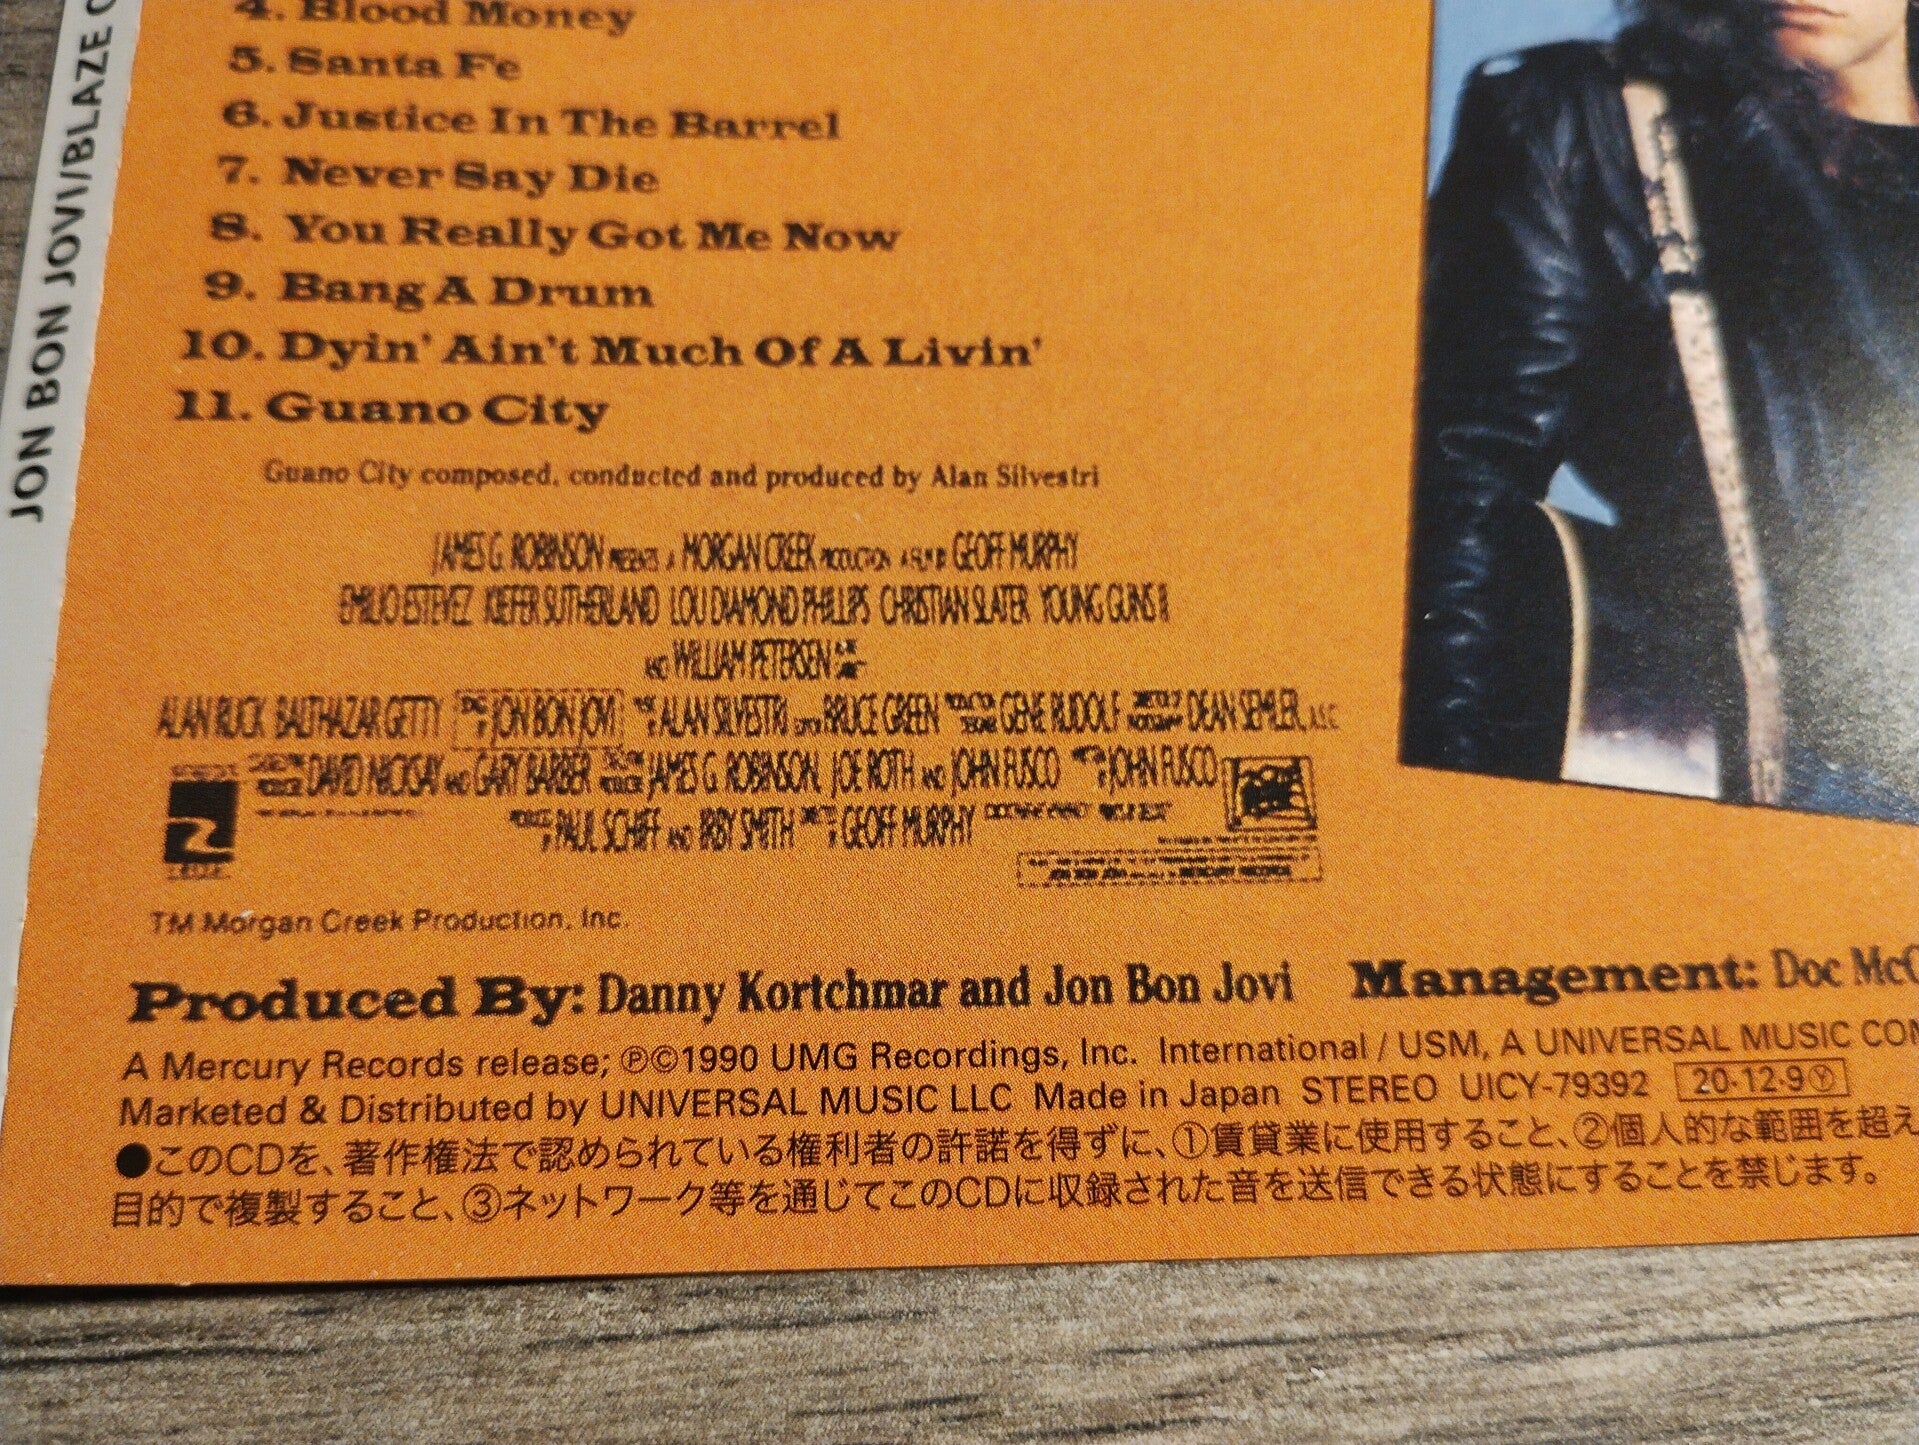 JON BON JOVI/BLAZE
4. Blood Money
5. Santa Fe
6. Justice In The Barrel
7. Never Say Die
8. You Really Got Me Now
9. Bang A Drum
10. Dyin' Ain't Much Of A Livin'
11. Guano City
Guano City composed, conducted and produced by Alan Silvestri
JAMES G. ROBINSON PRESENTS A MORGAN CREEK PRODUCTION A FILM BY GEOFF MURPHY
EMILIO ESTEVEZ KIEFER SUTHERLAND LOU DIAMOND PHILLIPS CHRISTIAN SLATER YOUNG GUNS II
AND WILLIAM PETERSEN
ALAN RUCK BALTHAZAR GETTY JON BON JOVI ALAN SILVESTRI BRUCE GREEN GENE RUDOLF DEAN SEMLER, A.S.C.
DAVID NICKSAY AND GARY BARBER JAMES G. ROBINSON, JOE ROTH AND JOHN FUSCO JOHN FUSCO
PAUL SCHIFF AND IRBY SMITH GEOFF MURPHY
JON BON JOVI MERCURY RECORDS
TM Morgan Creek Production, Inc.
Produced By: Danny Kortchmar and Jon Bon Jovi Management: Doc McG
A Mercury Records release; ℗©1990 UMG Recordings, Inc. International / USM, A UNIVERSAL MUSIC COM
Marketed & Distributed by UNIVERSAL MUSIC LLC Made in Japan STEREO UICY-79392 20·12·9Ⓨ
●このCDを、著作権法で認められている権利者の許諾を得ずに、①賃貸業に使用すること、②個人的な範囲を超え
目的で複製すること、③ネットワーク等を通じてこのCDに収録された音を送信できる状態にすることを禁じます。